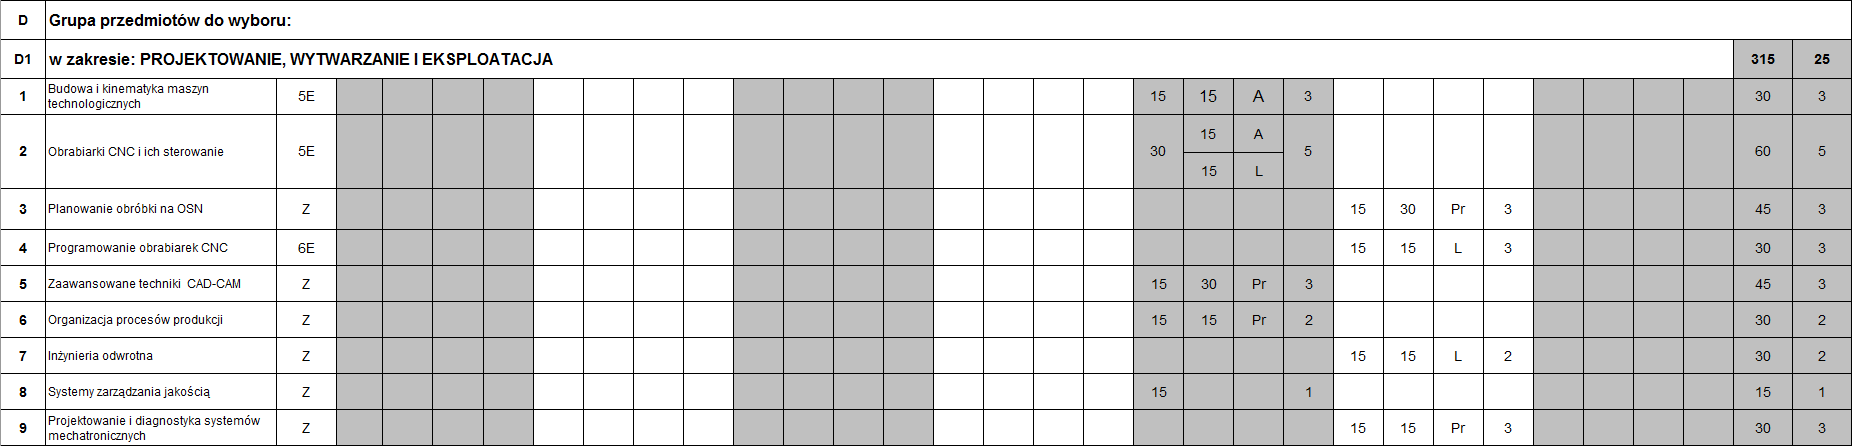 D Grupa przedmiotów do wyboru:
D1 w zakresie: PROJEKTOWANIE, WYTWARZANIE I EKSPLOATACJA 315 25
1 Budowa i kinematyka maszyn technologicznych 5E 15 15 A 3 30 3
2 Obrabiarki CNC i ich sterowanie 5E 30 15 A 15 L 5 60 5
3 Planowanie obróbki na OSN Z 15 30 Pr 3 45 3
4 Programowanie obrabiarek CNC 6E 15 15 L 3 30 3
5 Zaawansowane techniki CAD-CAM Z 15 30 Pr 3 45 3
6 Organizacja procesów produkcji Z 15 15 Pr 2 30 2
7 Inżynieria odwrotna Z 15 15 L 2 30 2
8 Systemy zarządzania jakością Z 15 1 15 1
9 Projektowanie i diagnostyka systemów mechatronicznych Z 15 15 Pr 3 30 3